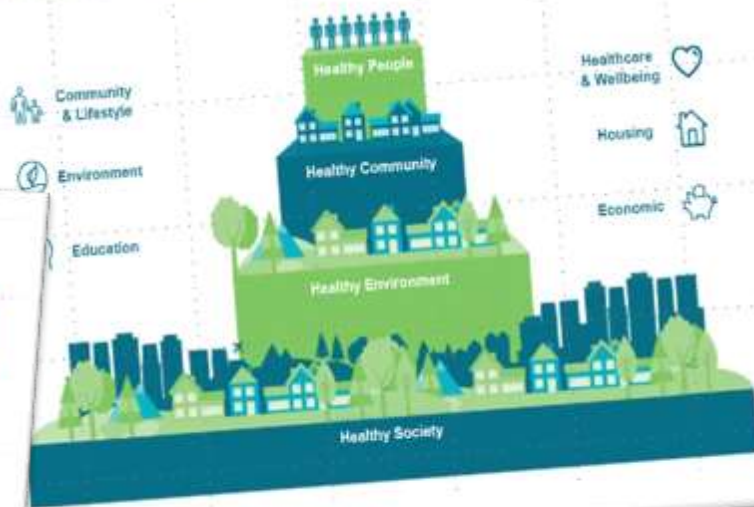 Healthy People
Community
& Lifestyle
Environment
Education
Healthcare
& Wellbeing
Housing
Economic
Healthy Community
Healthy Environment
Healthy Society